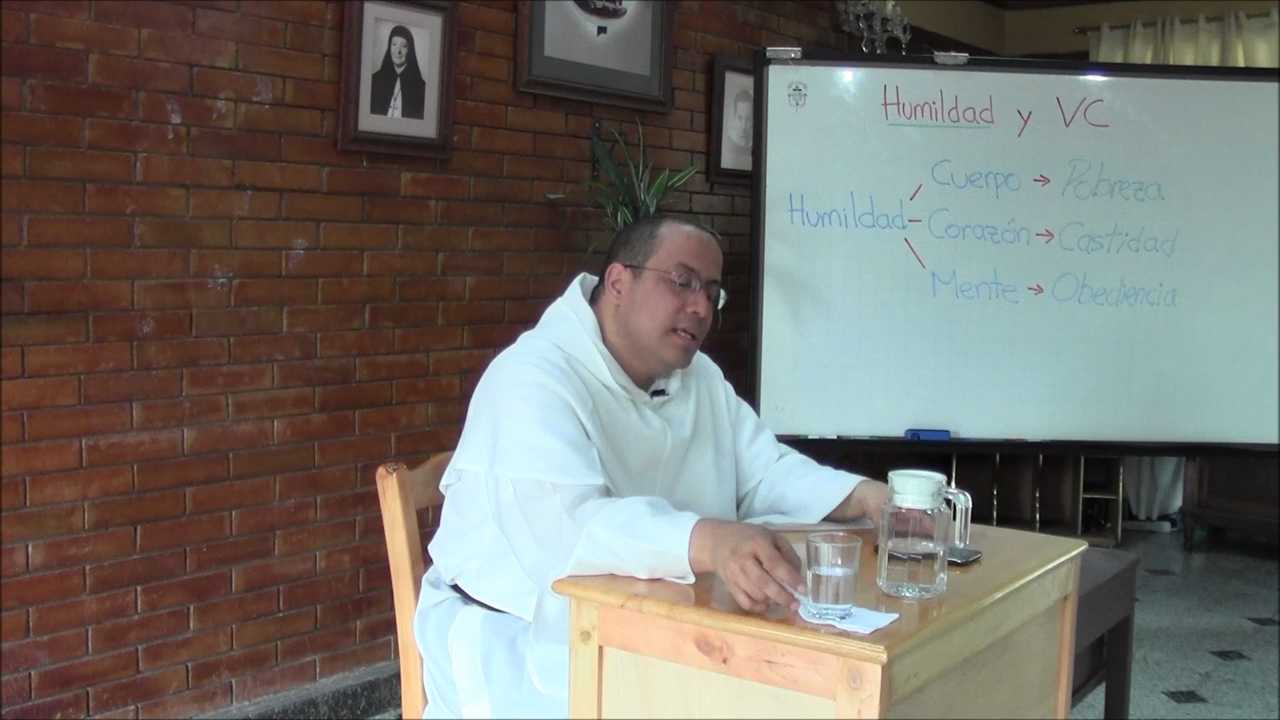 Humildad y VC
Cuerpo → Pobreza
Humildad – Corazón → Castidad
Mente → Obediencia